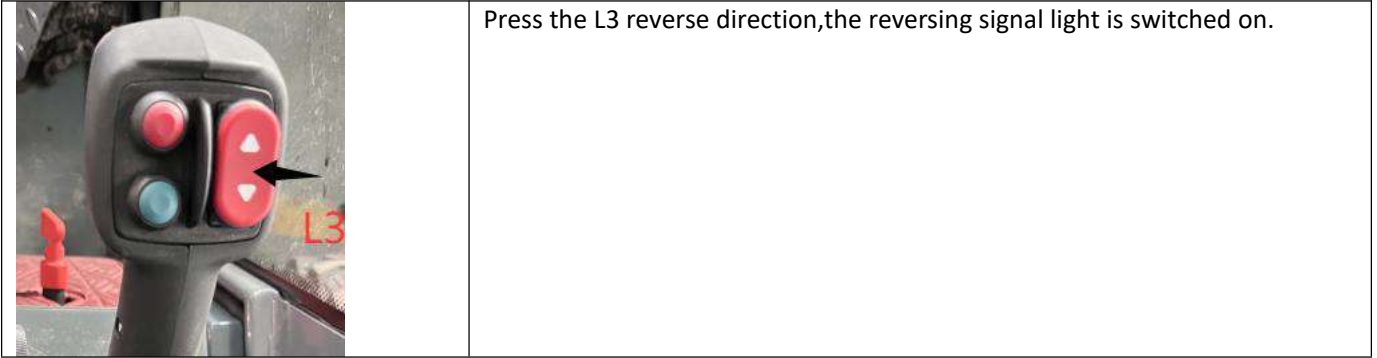 Press the L3 reverse direction,the reversing signal light is switched on.
L3